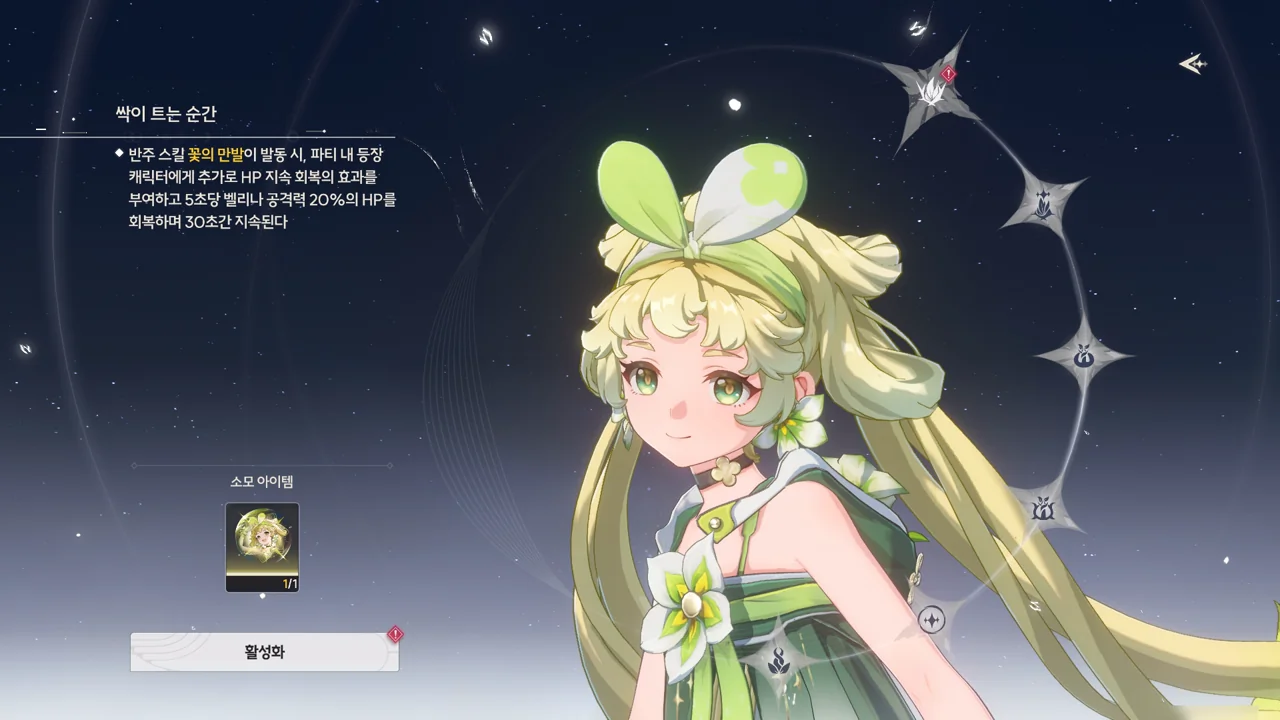 싹이 트는 순간
반주 스킬 꽃의 만발이 발동 시, 파티 내 등장
캐릭터에게 추가로 HP 지속 회복의 효과를
부여하고 5초당 벨리나 공격력 20%의 HP를
회복하며 30초간 지속된다
소모 아이템
1/1
활성화